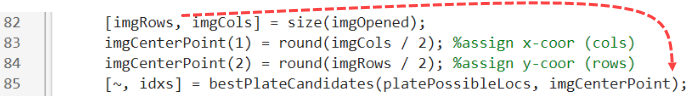 82 [imgRows, imgCols] = size(imgOpened);
83 imgCenterPoint(1) = round(imgCols / 2); %assign x-coor (cols)
84 imgCenterPoint(2) = round(imgRows / 2); %assign y-coor (rows)
85 [~, idxs] = bestPlateCandidates(platePossibleLocs, imgCenterPoint);